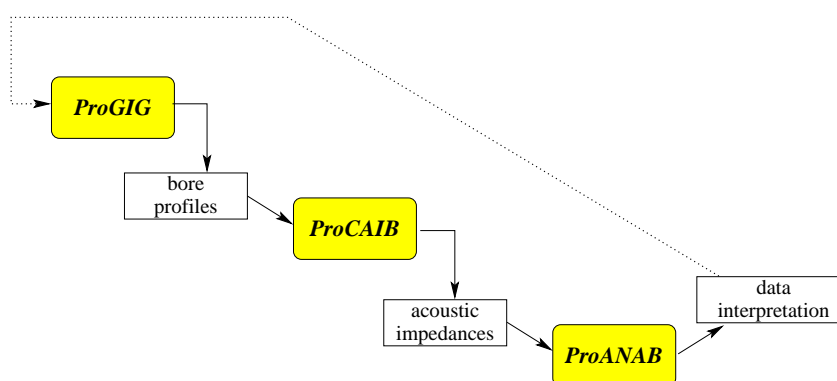 ProGIG
bore
profiles
ProCAIB
acoustic
impedances
ProANAB
data
interpretation